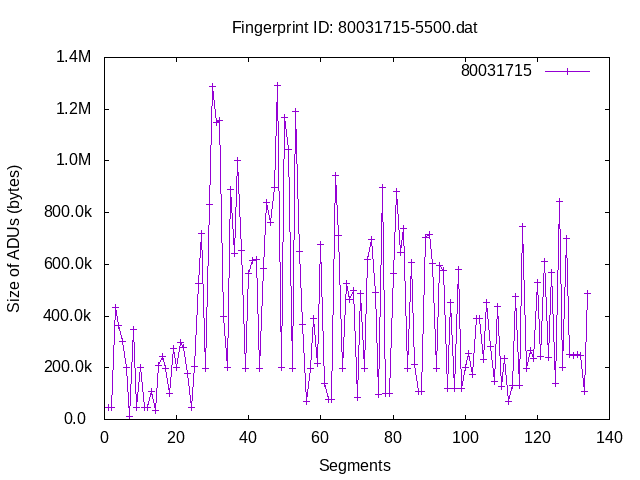 Fingerprint ID: 80031715-5500.dat
80031715
Size of ADUs (bytes)
1.4M
1.2M
1.0M
800.0k
600.0k
400.0k
200.0k
0.0
0 20 40 60 80 100 120 140
Segments